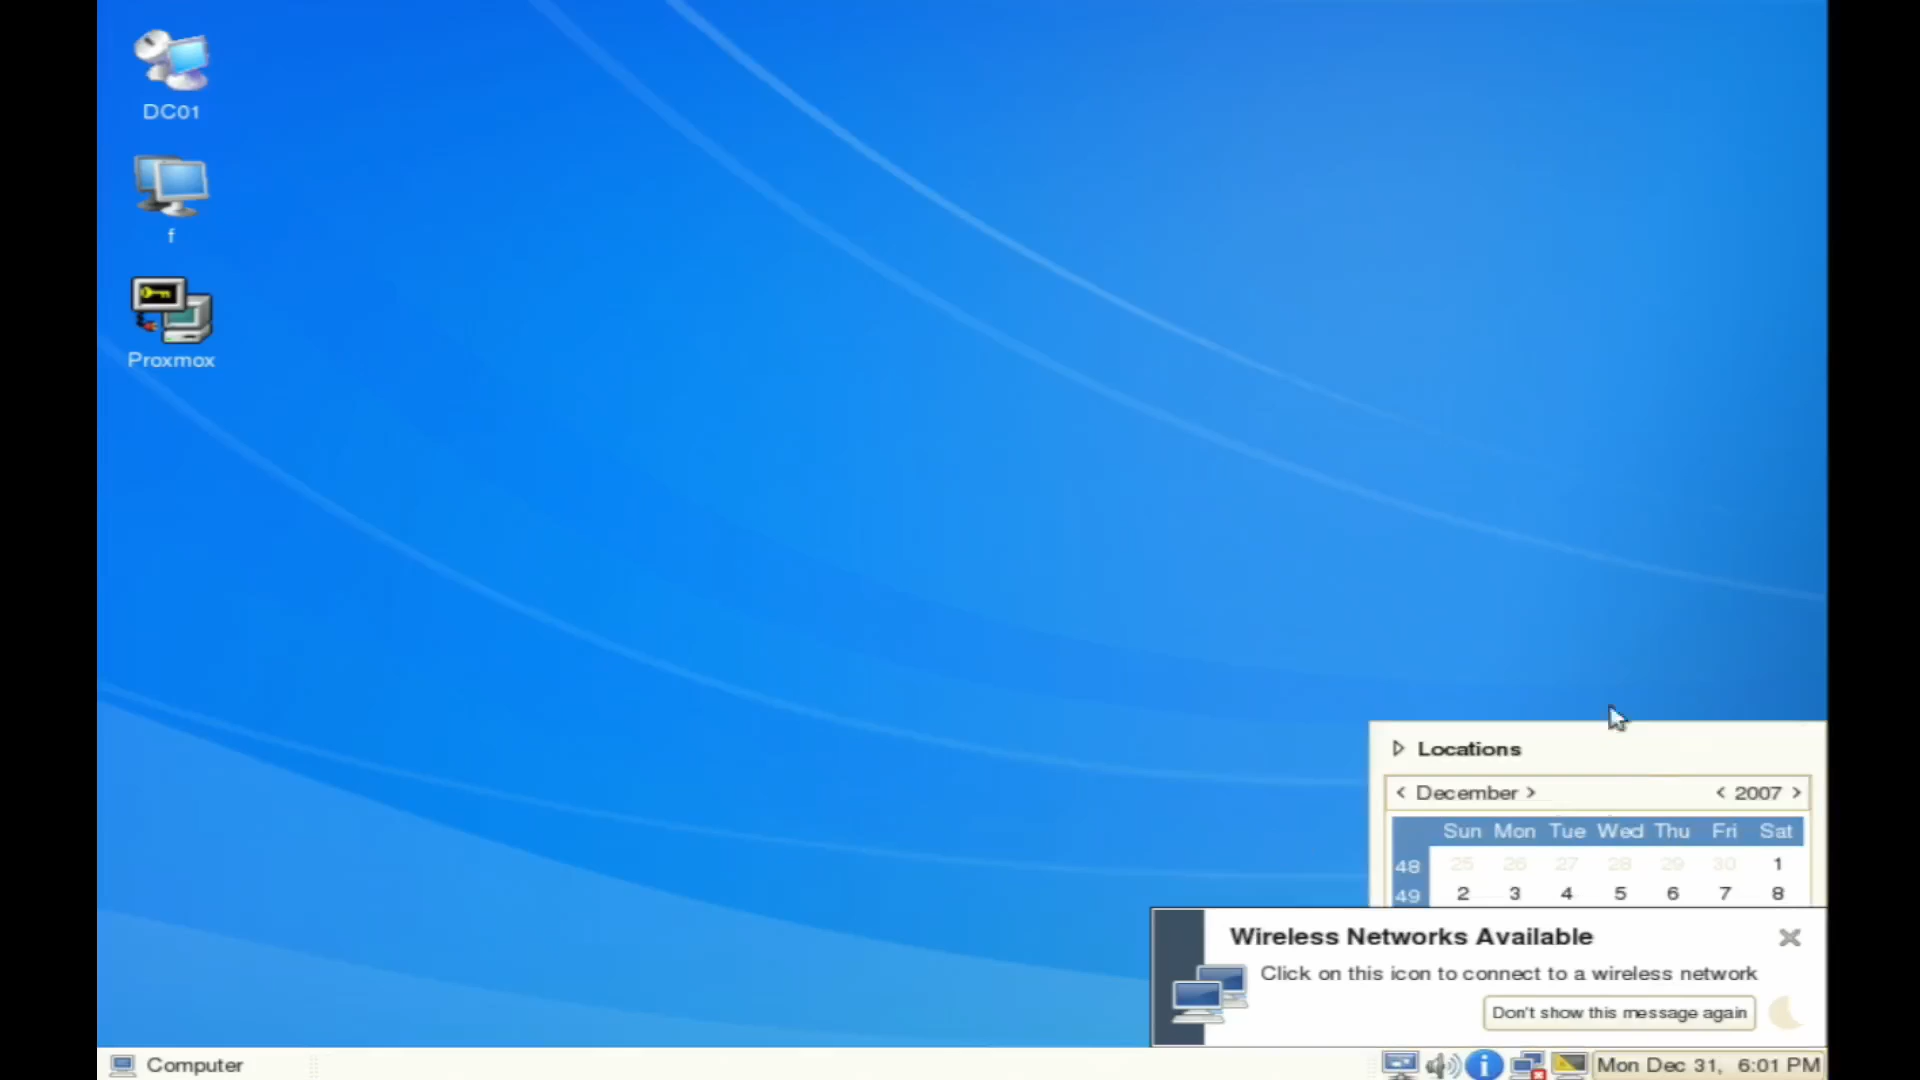 DC01
f
Proxmox
Locations
< December > < 2007 >
Sun Mon Tue Wed Thu Fri Sat
48 25 26 27 28 29 30 1
49 2 3 4 5 6 7 8
Wireless Networks Available
Click on this icon to connect to a wireless network
Don't show this message again
Computer
Mon Dec 31, 6:01 PM